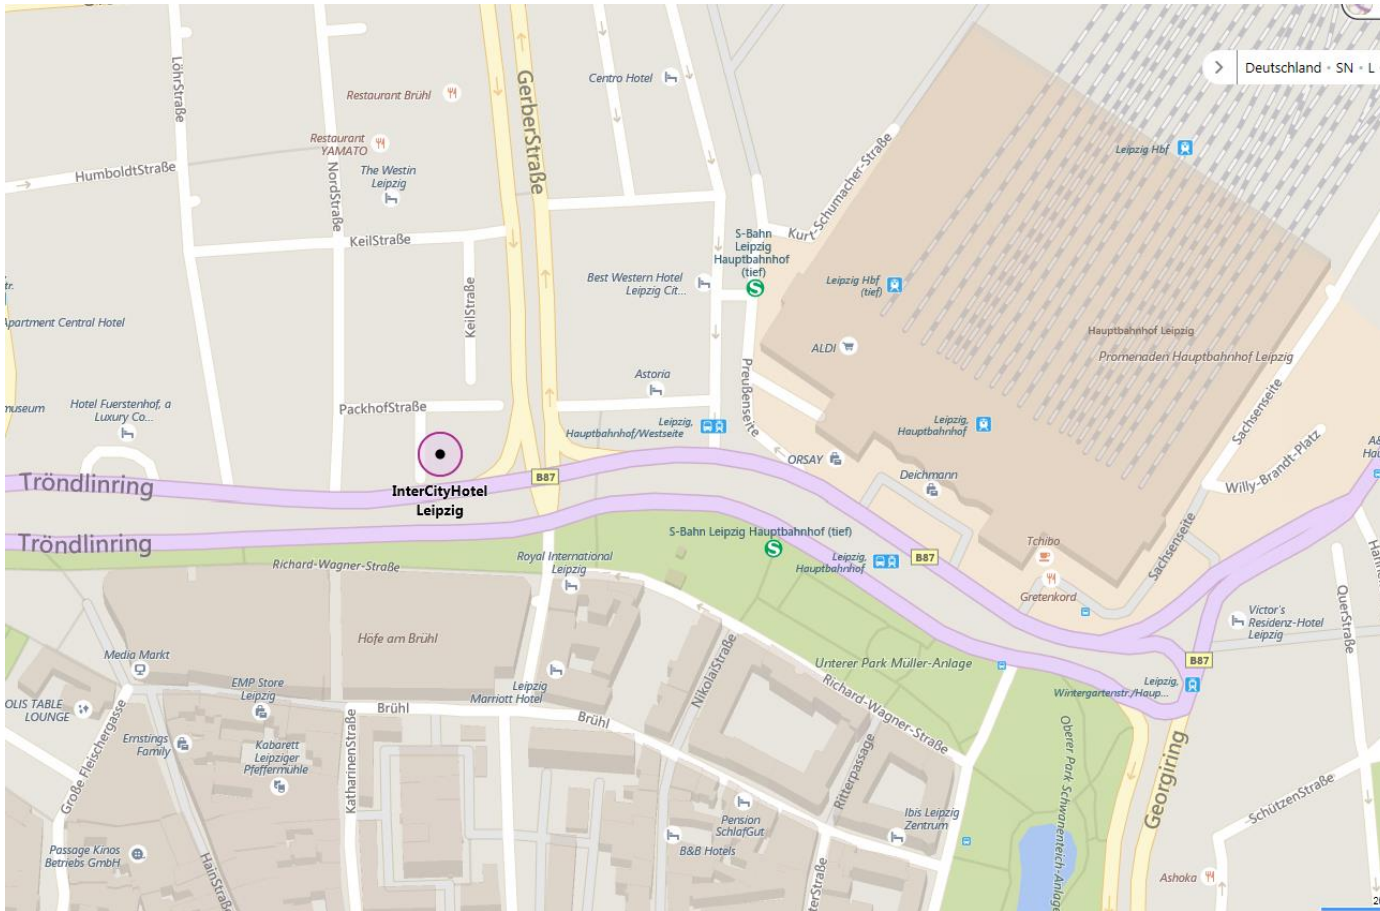 Deutschland • SN • L
LöhrStraße
Centro Hotel
Restaurant Brühl
GerberStraße
Restaurant
YAMATO
Leipzig Hbf
HumboldtStraße
The Westin
Leipzig
NordStraße
Kurt-Schumacher-Straße
KeilStraße
S-Bahn
Leipzig
Hauptbahnhof
(tief)
Best Western Hotel
Leipzig Cit...
Leipzig Hbf
(tief)
tr.
KeilStraße
Apartment Central Hotel
Hauptbahnhof Leipzig
ALDI
Promenaden Hauptbahnhof Leipzig
Astoria
Preußenseite
Sachsenseite
museum
Hotel Fuerstenhof, a
Luxury Co...
PackhofStraße
Leipzig,
Hauptbahnhof/Westseite
Leipzig,
Hauptbahnhof
ORSAY
Deichmann
Willy-Brandt-Platz
A&
Hau
Tröndlinring
B87
InterCityHotel
Leipzig
Tröndlinring
S-Bahn Leipzig Hauptbahnhof (tief)
Sachsenseite
Tchibo
Richard-Wagner-Straße
Royal International
Leipzig
Leipzig,
Hauptbahnhof
B87
Gretenkord
QuerStraße
Victor's
Residenz-Hotel
Leipzig
Höfe am Brühl
Media Markt
NikolaiStraße
Unterer Park Müller-Anlage
B87
EMP Store
Leipzig
Leipzig
Marriott Hotel
Leipzig,
Wintergartenstr./Haup...
OLIS TABLE
LOUNGE
Große Fleischergasse
Brühl
Brühl
Richard-Wagner-Straße
Ernstings
Family
Kabarett
Leipziger
Pfeffermühle
KatharinenStraße
Ritterpassage
Oberer Park Schwanenteich-Anlage
Georgiring
SchützenStraße
Pension
SchlafGut
Ibis Leipzig
Zentrum
Passage Kinos
Betriebs GmbH
HainStraße
B&B Hotels
terStraße
Ashoka
20